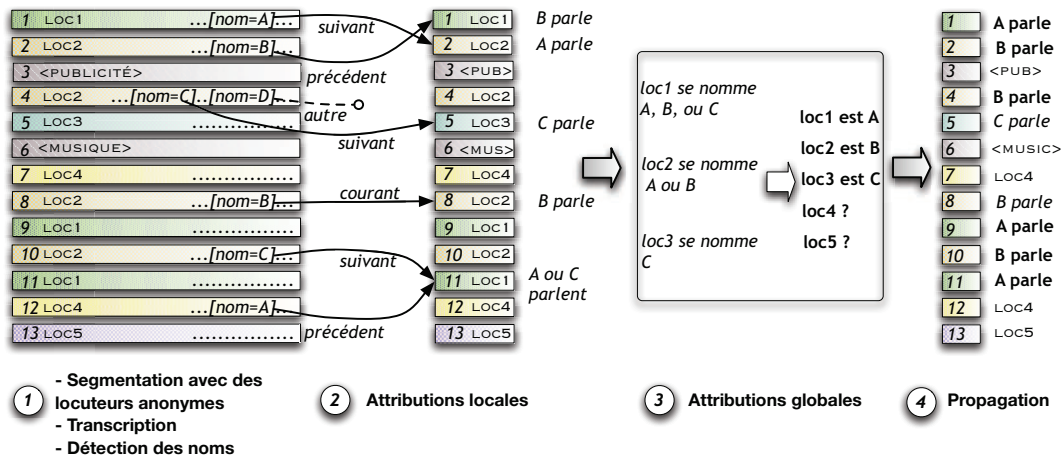 1 LOC1 ...[nom=A]...
2 LOC2 ...[nom=B]...
3 <PUBLICITÉ>
4 LOC2 ...[nom=C]..[nom=D]...
5 LOC3 ...............
6 <MUSIQUE>
7 LOC4 ...............
8 LOC2 ...[nom=B]...
9 LOC1 ...............
10 LOC2 ...[nom=C]...
11 LOC1 ...............
12 LOC4 ...[nom=A]...
13 LOC5 ...............
suivant
précédent
autre
suivant
courant
suivant
précédent
1 LOC1 B parle
2 LOC2 A parle
3 <PUB>
4 LOC2
5 LOC3 C parle
6 <MUS>
7 LOC4
8 LOC2 B parle
9 LOC1
10 LOC2
11 LOC1 A ou C
parlent
12 LOC4
13 LOC5
loc1 se nomme
A, B, ou C
loc2 se nomme
A ou B
loc3 se nomme
C
loc1 est A
loc2 est B
loc3 est C
loc4 ?
loc5 ?
1 A parle
2 B parle
3 <PUB>
4 B parle
5 C parle
6 <MUSIC>
7 LOC4
8 B parle
9 A parle
10 B parle
11 A parle
12 LOC4
13 LOC5
1 - Segmentation avec des
locuteurs anonymes
- Transcription
- Détection des noms
2 Attributions locales
3 Attributions globales
4 Propagation